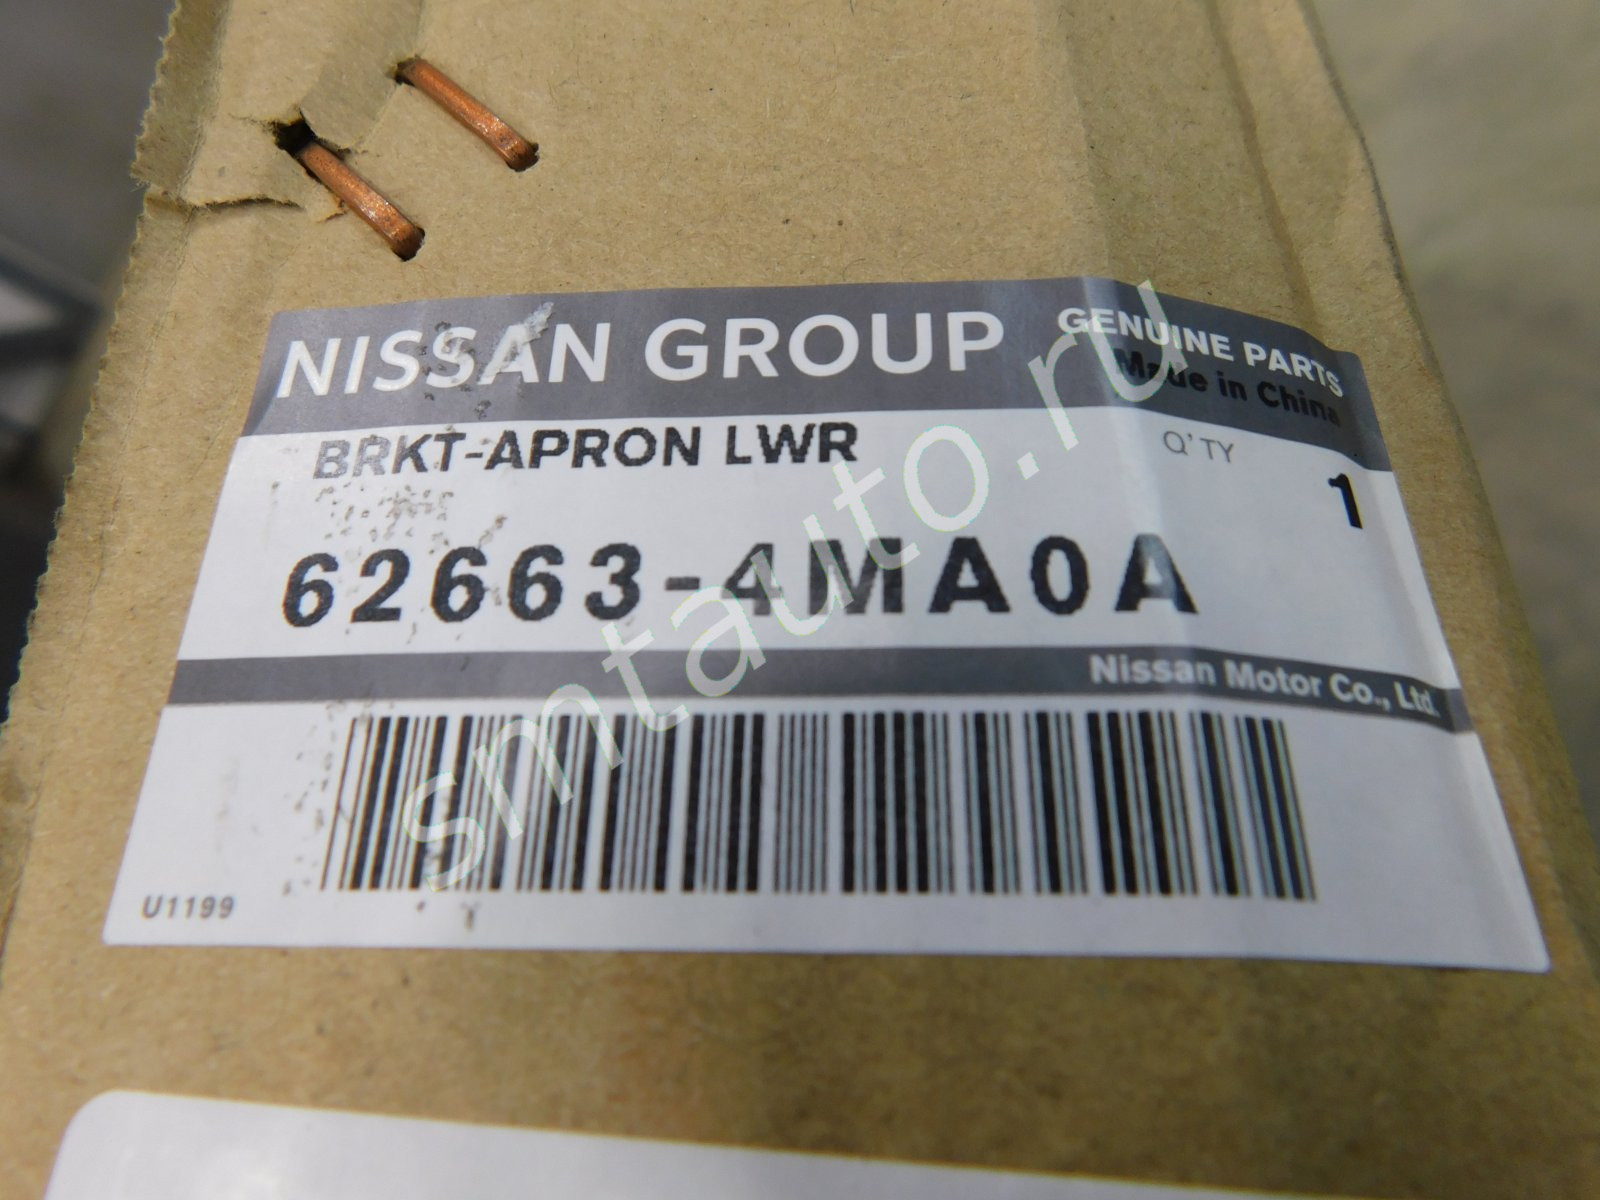 NISSAN GROUP
GENUINE PARTS
Made in China
BRKT-APRON LWR
Q'TY
1
62663-4MA0A
Nissan Motor Co., Ltd.
U1199
smtauto.ru